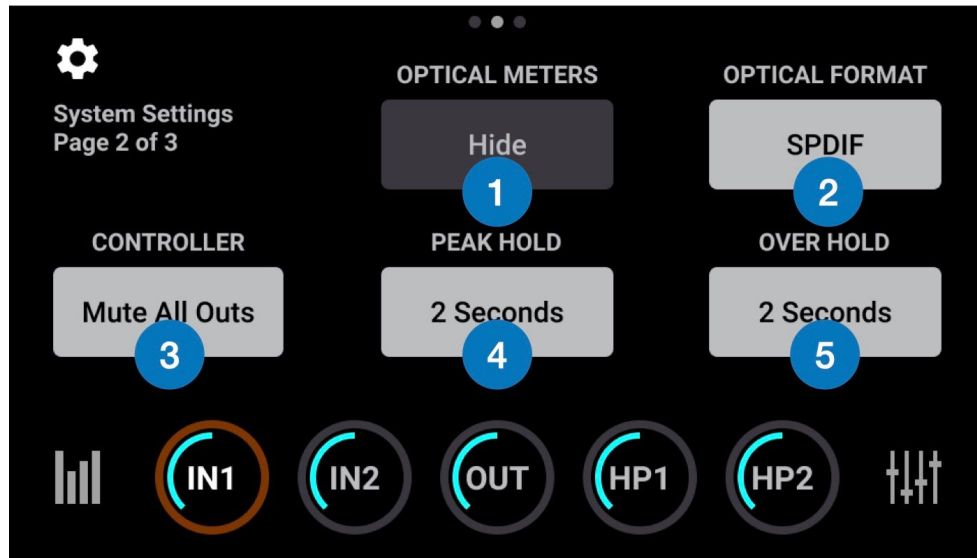 System Settings
Page 2 of 3
OPTICAL METERS
Hide
1
OPTICAL FORMAT
SPDIF
2
CONTROLLER
Mute All Outs
3
PEAK HOLD
2 Seconds
4
OVER HOLD
2 Seconds
5
IN1
IN2
OUT
HP1
HP2